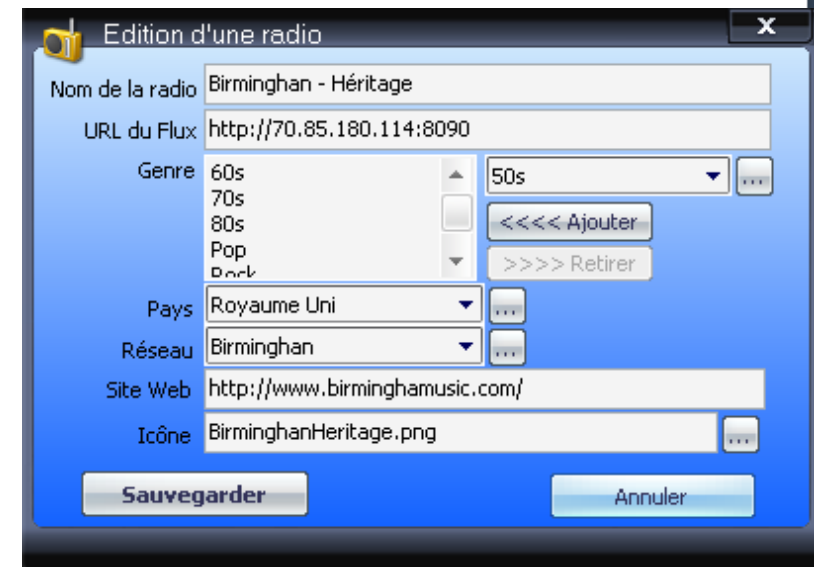 Edition d'une radio
X
Nom de la radio Birminghan - Héritage
URL du Flux http://70.85.180.114:8090
Genre 60s 50s ...
70s
80s <<<< Ajouter
Pop
Rock >>>> Retirer
Pays Royaume Uni ...
Réseau Birminghan ...
Site Web http://www.birminghamusic.com/
Icône BirminghanHeritage.png ...
Sauvegarder Annuler